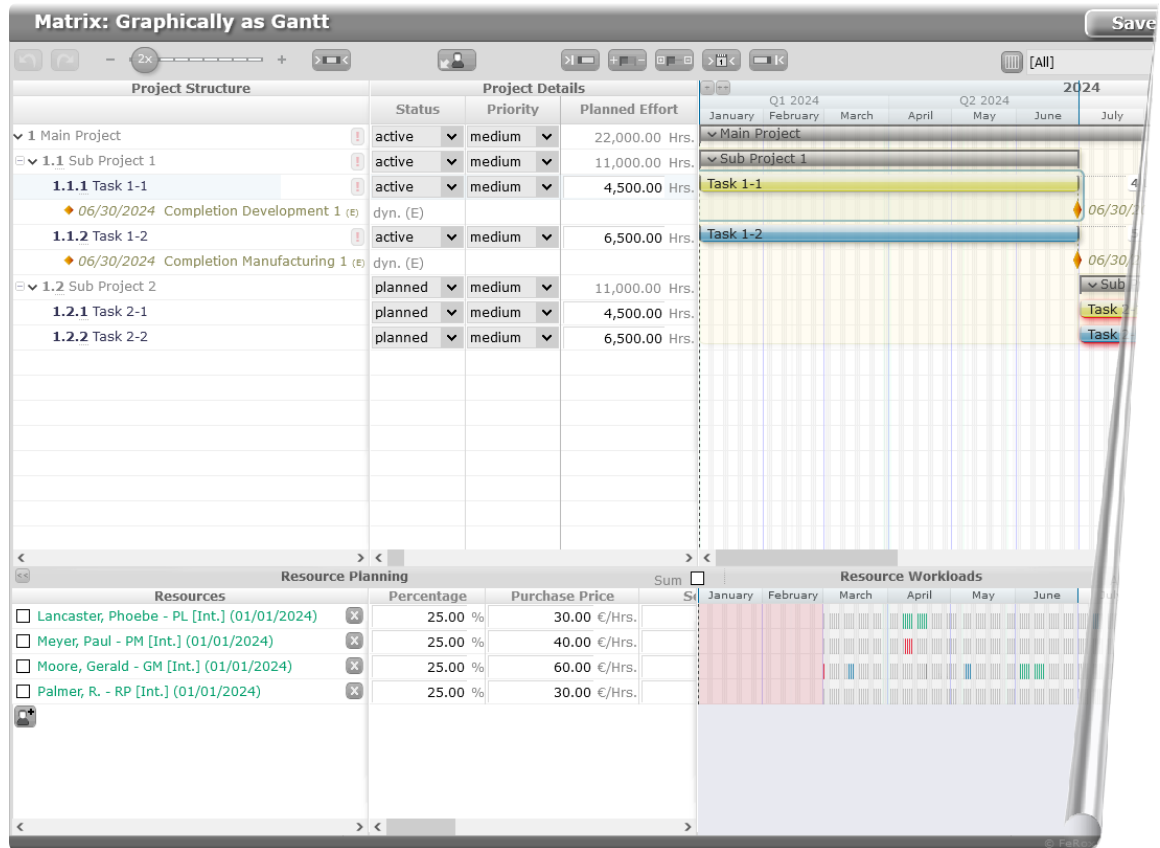 Matrix: Graphically as Gantt Save
− 2x + [All]
Project Structure Project Details 2024
Q1 2024 Q2 2024
Status Priority Planned Effort January February March April May June July
1 Main Project ! active medium 22,000.00 Hrs. Main Project
1.1 Sub Project 1 ! active medium 11,000.00 Hrs. Sub Project 1
1.1.1 Task 1-1 ! active medium 4,500.00 Hrs. Task 1-1 4
06/30/2024 Completion Development 1 (E) dyn. (E) 06/30/
1.1.2 Task 1-2 ! active medium 6,500.00 Hrs. Task 1-2
06/30/2024 Completion Manufacturing 1 (E) dyn. (E) 06/30/
1.2 Sub Project 2 planned medium 11,000.00 Hrs. Sub
1.2.1 Task 2-1 planned medium 4,500.00 Hrs. Task
1.2.2 Task 2-2 planned medium 6,500.00 Hrs. Task
<< Resource Planning Sum Resource Workloads
Resources Percentage Purchase Price January February March April May June
Lancaster, Phoebe - PL [Int.] (01/01/2024) X 25.00 % 30.00 €/Hrs.
Meyer, Paul - PM [Int.] (01/01/2024) X 25.00 % 40.00 €/Hrs.
Moore, Gerald - GM [Int.] (01/01/2024) X 25.00 % 60.00 €/Hrs.
Palmer, R. - RP [Int.] (01/01/2024) X 25.00 % 30.00 €/Hrs.